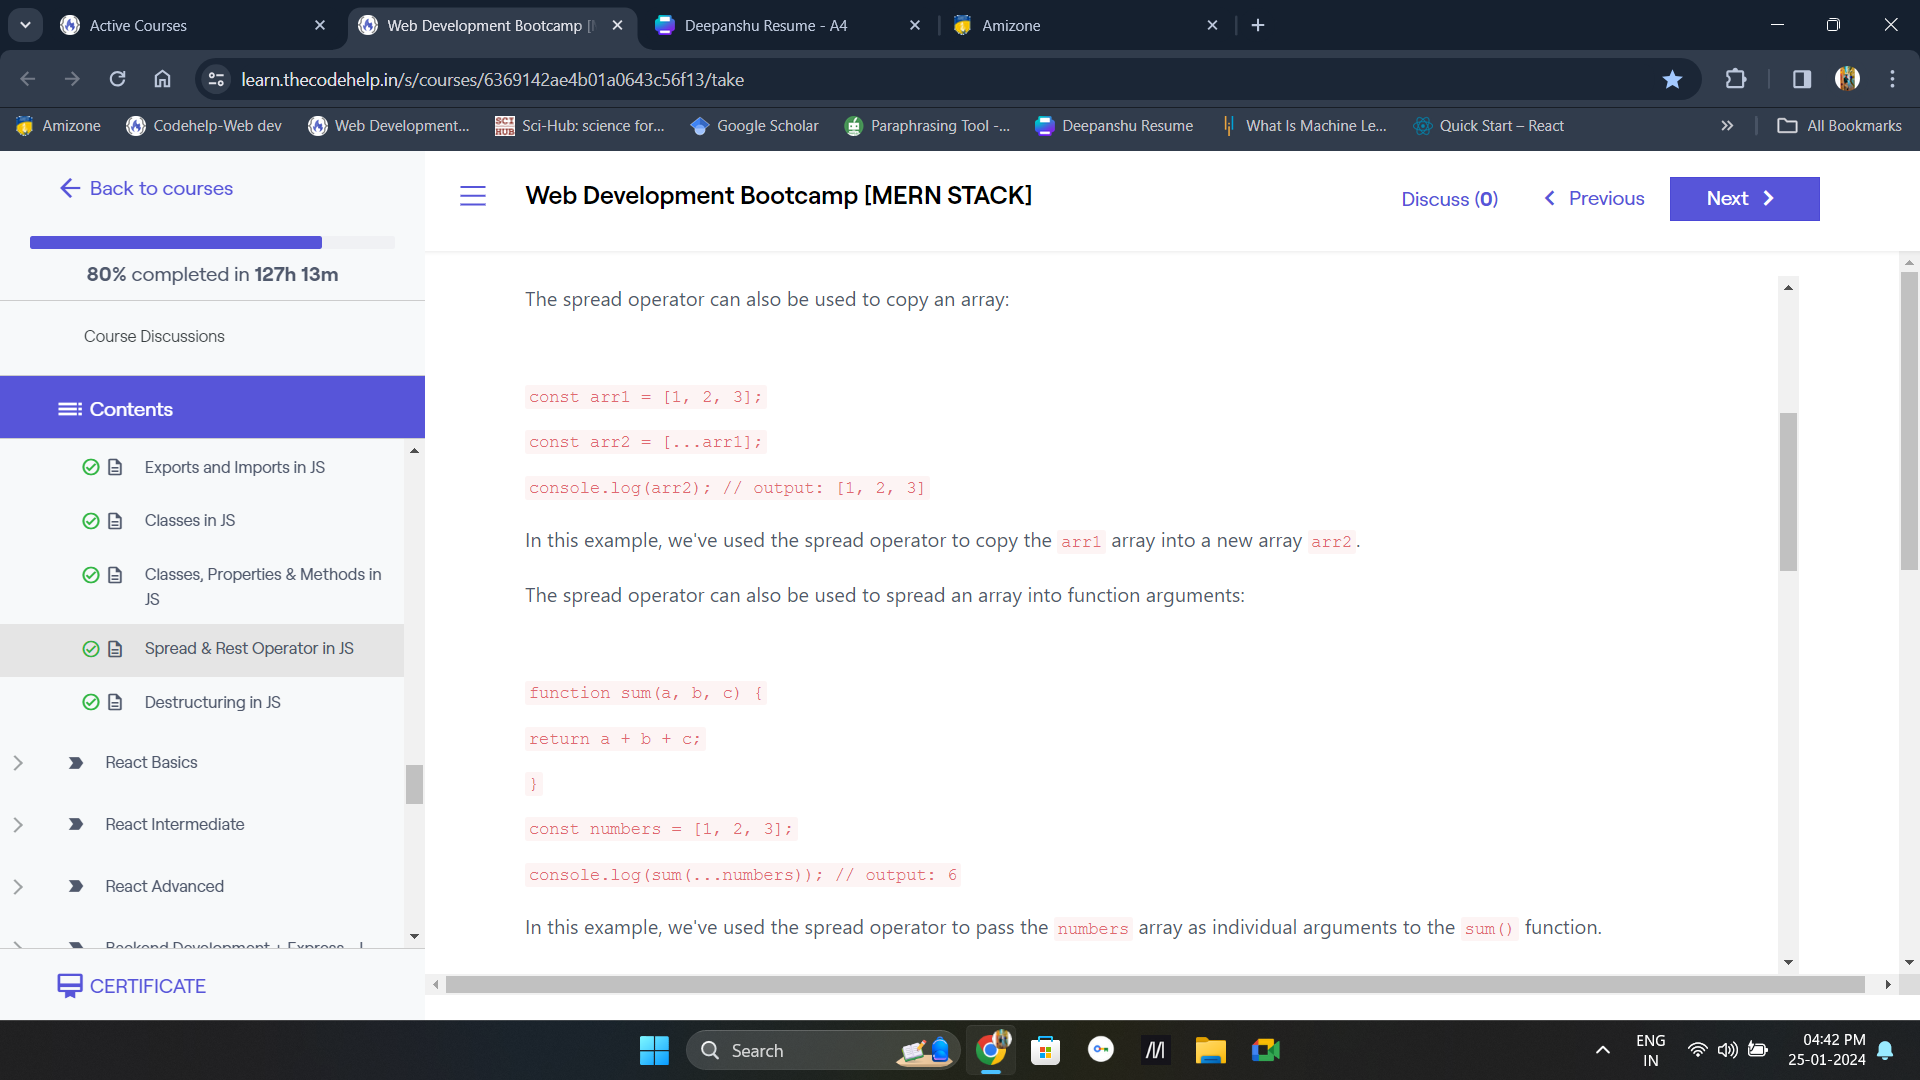 Active Courses
Web Development Bootcamp [
Deepanshu Resume - A4
Amizone
learn.thecodehelp.in/s/courses/6369142ae4b01a0643c56f13/take
Amizone
Codehelp-Web dev
Web Development...
SCI HUB
Sci-Hub: science for...
Google Scholar
Paraphrasing Tool -...
Deepanshu Resume
What Is Machine Le...
Quick Start – React
All Bookmarks
Back to courses
80% completed in 127h 13m
Course Discussions
Contents
Exports and Imports in JS
Classes in JS
Classes, Properties & Methods in
JS
Spread & Rest Operator in JS
Destructuring in JS
React Basics
React Intermediate
React Advanced
Backend Development + Express - I
CERTIFICATE
Web Development Bootcamp [MERN STACK]
Discuss (0)
Previous
Next
The spread operator can also be used to copy an array:
const arr1 = [1, 2, 3];
const arr2 = [...arr1];
console.log(arr2); // output: [1, 2, 3]
In this example, we've used the spread operator to copy the arr1 array into a new array arr2.
The spread operator can also be used to spread an array into function arguments:
function sum(a, b, c) {
return a + b + c;
}
const numbers = [1, 2, 3];
console.log(sum(...numbers)); // output: 6
In this example, we've used the spread operator to pass the numbers array as individual arguments to the sum() function.
Search
ENG
IN
04:42 PM
25-01-2024